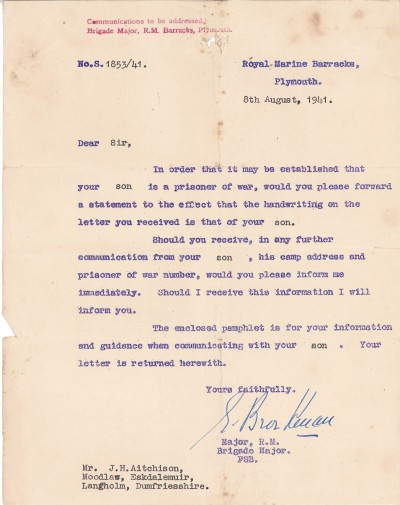 Communications to be addressed,
Brigade Major, R.M. Barracks, Plymouth.
No.S. 1853/41.
Royal Marine Barracks,
Plymouth.
8th August, 1941.
Dear Sir,
In order that it may be established that
your son is a prisoner of war, would you please forward
a statement to the effect that the handwriting on the
letter you received is that of your son.
Should you receive, in any further
communication from your son , his camp address and
prisoner of war number, would you please inform me
immediately. Should I receive this information I will
inform you.
The enclosed pamphlet is for your information
and guidance when communicating with your son . Your
letter is returned herewith.
Yours faithfully.
Major, R.M.
Brigade Major.
PSB.
Mr. J.H.Aitchison,
Moodlaw, Eskdalemuir,
Langholm, Dumfriesshire.